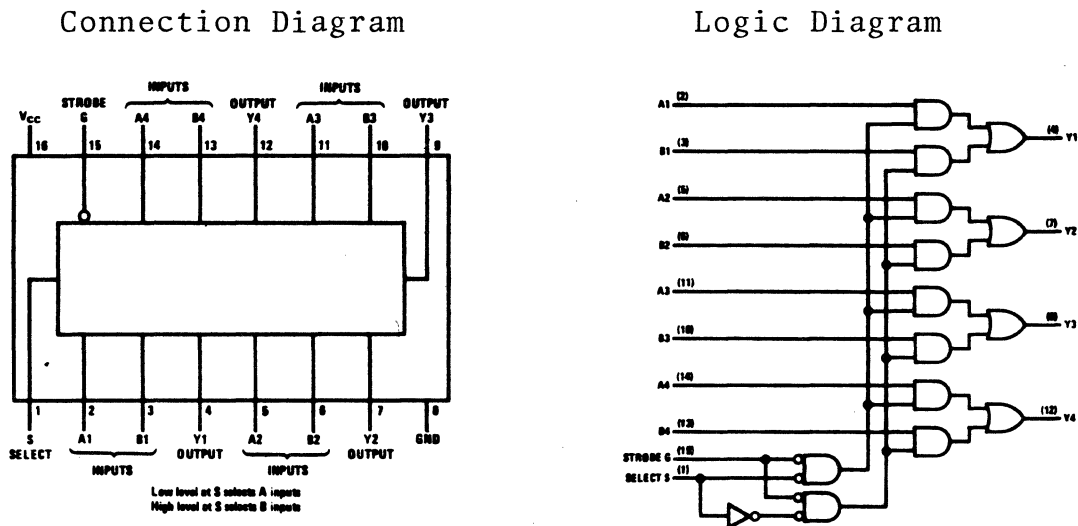 Connection Diagram
INPUTS INPUTS
STROBE OUTPUT OUTPUT
VCC G A4 B4 Y4 A3 B3 Y3
16 15 14 13 12 11 10 9
1 2 3 4 5 6 7 8
S A1 B1 Y1 A2 B2 Y2 GND
SELECT OUTPUT OUTPUT
INPUTS INPUTS
Low level at S selects A inputs
High level at S selects B inputs
Logic Diagram
A1 (2)
(4) Y1
B1 (3)
A2 (5)
(7) Y2
B2 (6)
A3 (11)
(9) Y3
B3 (10)
A4 (14)
(12) Y4
B4 (13)
STROBE G (15)
SELECT S (1)